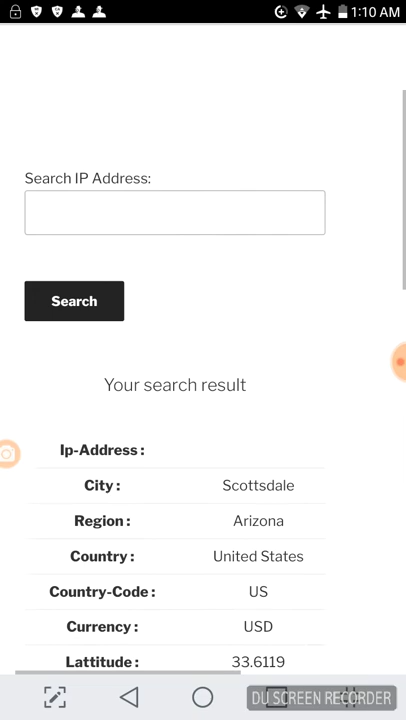 1:10 AM
Search IP Address:
Search
Your search result
Ip-Address :
City : Scottsdale
Region : Arizona
Country : United States
Country-Code : US
Currency : USD
Lattitude : 33.6119
DU SCREEN RECORDER